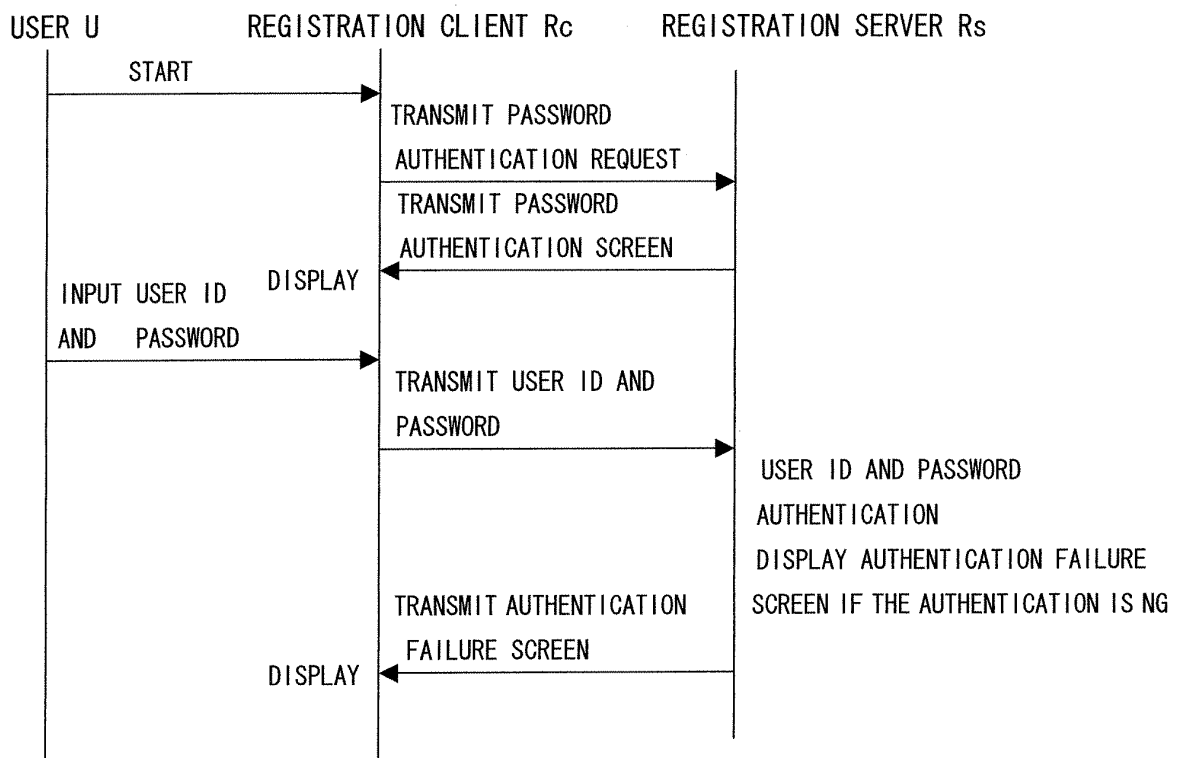 USER U REGISTRATION CLIENT Rc REGISTRATION SERVER Rs
START
TRANSMIT PASSWORD
AUTHENTICATION REQUEST
TRANSMIT PASSWORD
AUTHENTICATION SCREEN
DISPLAY
INPUT USER ID
AND PASSWORD
TRANSMIT USER ID AND
PASSWORD
USER ID AND PASSWORD
AUTHENTICATION
DISPLAY AUTHENTICATION FAILURE
SCREEN IF THE AUTHENTICATION IS NG
TRANSMIT AUTHENTICATION
FAILURE SCREEN
DISPLAY